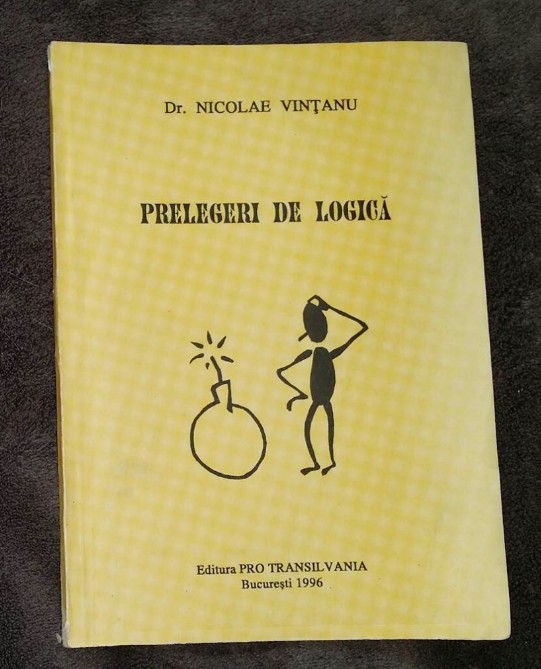 Dr. NICOLAE VINŢANU
PRELEGERI DE LOGICĂ
Editura PRO TRANSILVANIA
Bucureşti 1996